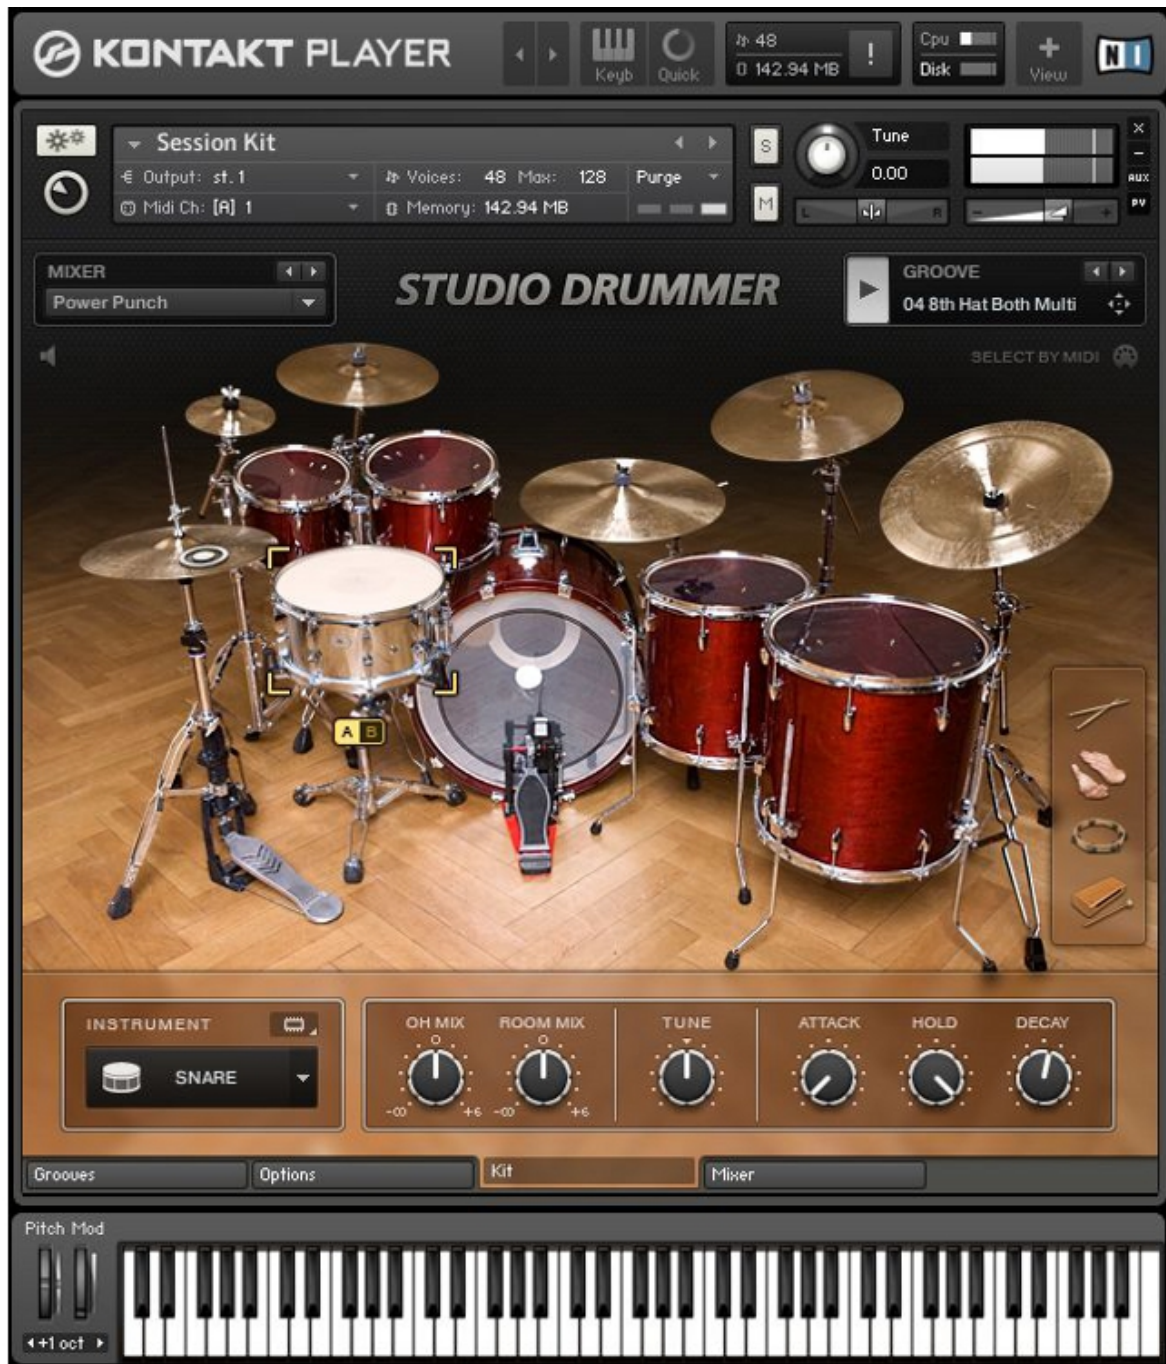 KONTAKT PLAYER
Keyb
Quick
48
142.94 MB
!
Cpu
Disk
+
View
NI
Session Kit
Output: st.1
Voices: 48 Max: 128
Purge
Midi Ch: [A] 1
Memory: 142.94 MB
S
M
Tune
0.00
L R
- +
×
-
AUX
PV
MIXER
Power Punch
STUDIO DRUMMER
GROOVE
04 8th Hat Both Multi
SELECT BY MIDI
A B
INSTRUMENT
SNARE
OH MIX
-∞ +6
ROOM MIX
-∞ +6
TUNE
ATTACK
HOLD
DECAY
Grooves
Options
Kit
Mixer
Pitch Mod
+1 oct